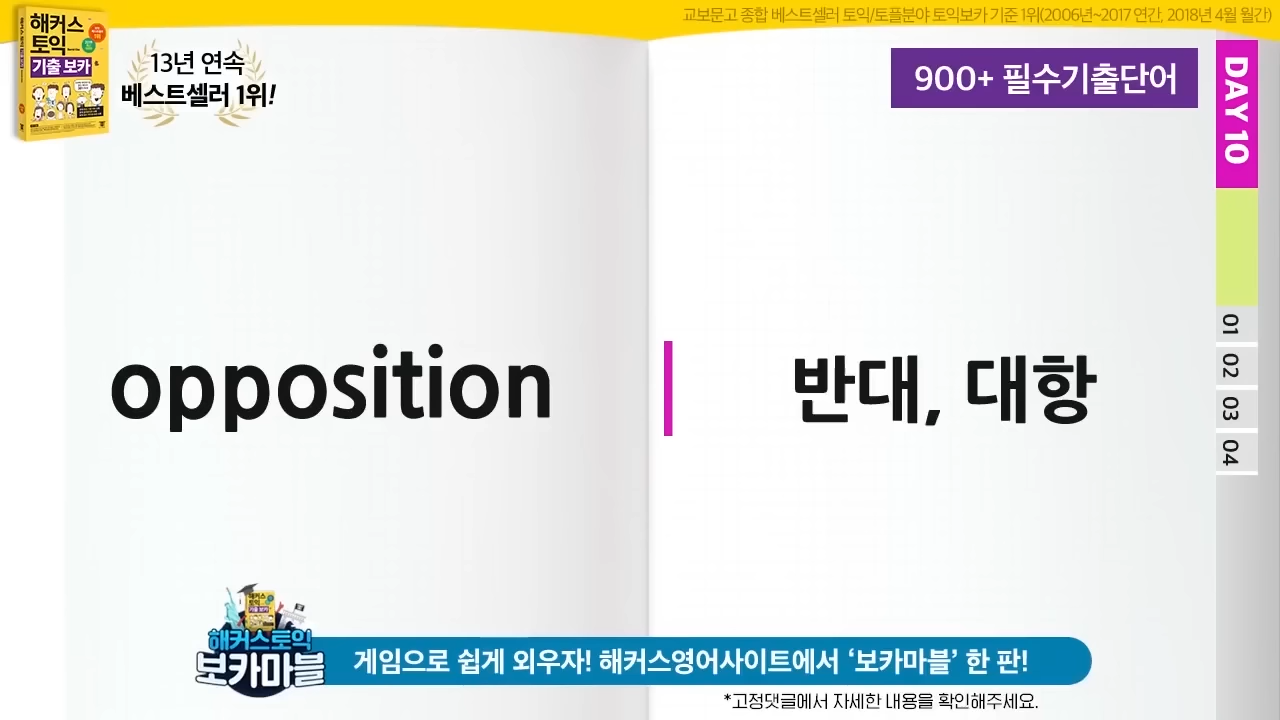 교보문고 종합 베스트셀러 토익/토플분야 토익보카 기준 1위(2006년~2017 연간, 2018년 4월 월간)
해커스
토익
기출 보카
13년 연속
베스트셀러 1위!
900+ 필수기출단어
DAY 10
01
02
03
04
opposition
반대, 대항
해커스토익
보카마블
게임으로 쉽게 외우자! 해커스영어사이트에서 ‘보카마블’ 한 판!
*고정댓글에서 자세한 내용을 확인해주세요.